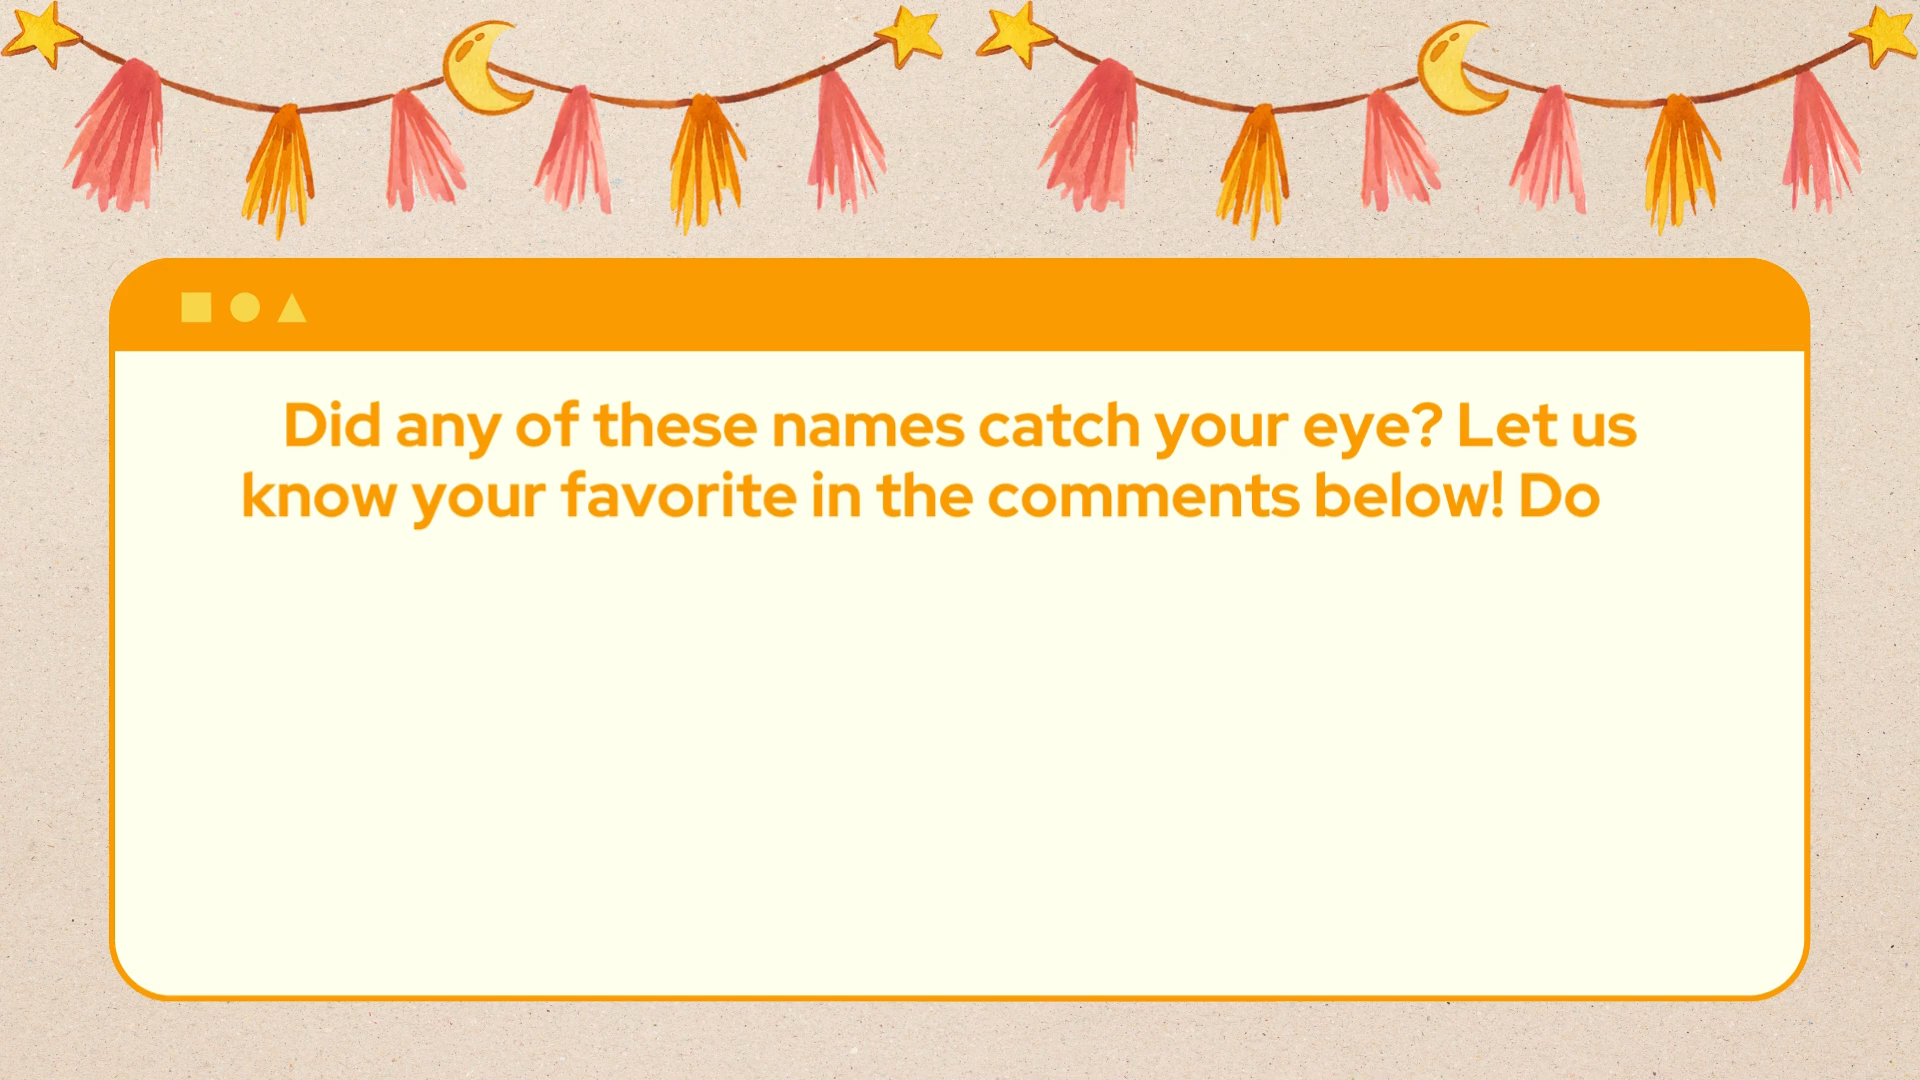 Did any of these names catch your eye? Let us
know your favorite in the comments below! Do